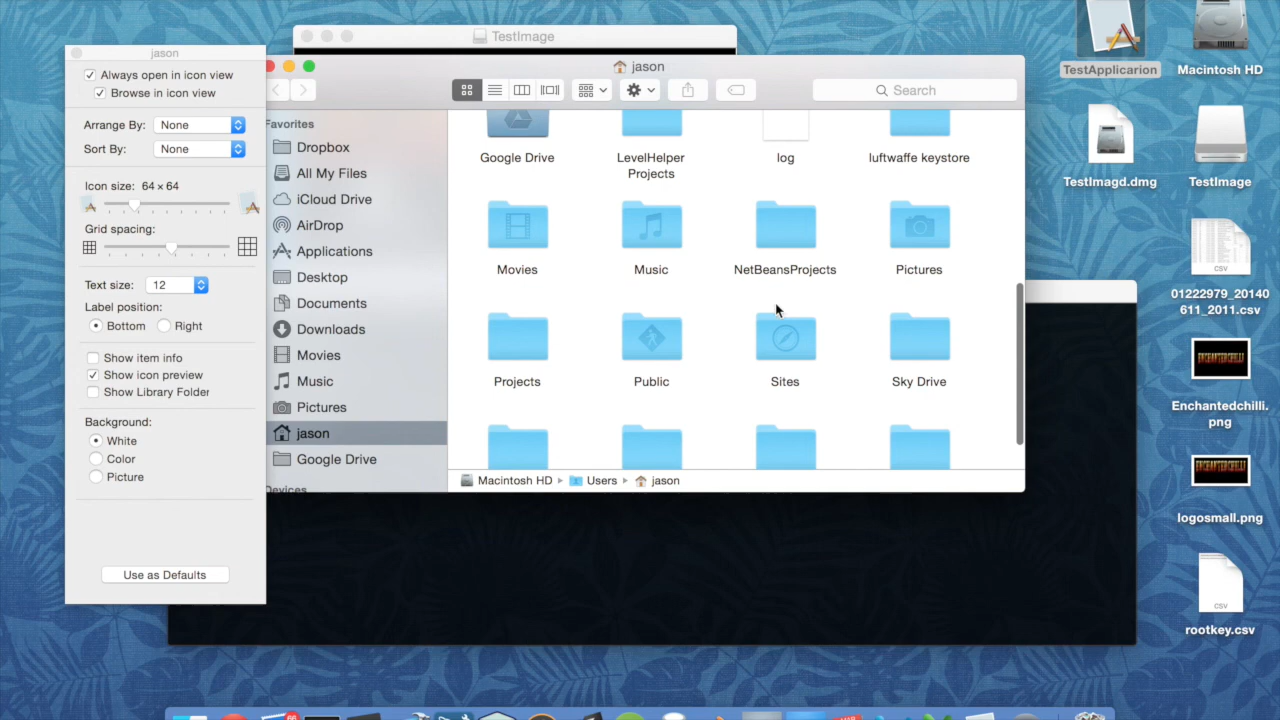 TestImage
jason
Always open in icon view
Browse in icon view
Arrange By: None
Sort By: None
Icon size: 64 × 64
Grid spacing:
Text size: 12
Label position:
Bottom Right
Show item info
Show icon preview
Show Library Folder
Background:
White
Color
Picture
Use as Defaults
jason
Search
Favorites
Dropbox
All My Files
iCloud Drive
AirDrop
Applications
Desktop
Documents
Downloads
Movies
Music
Pictures
jason
Google Drive
Devices
Google Drive
LevelHelper
Projects
log
luftwaffe keystore
Movies
Music
NetBeansProjects
Pictures
Projects
Public
Sites
Sky Drive
Macintosh HD
Users
jason
TestApplicarion
Macintosh HD
TestImagd.dmg
TestImage
CSV
01222979_20140
611_2011.csv
ENCHANTEDCHILLI
Enchantedchilli.
png
ENCHANTEDCHILLI
logosmall.png
CSV
rootkey.csv
66